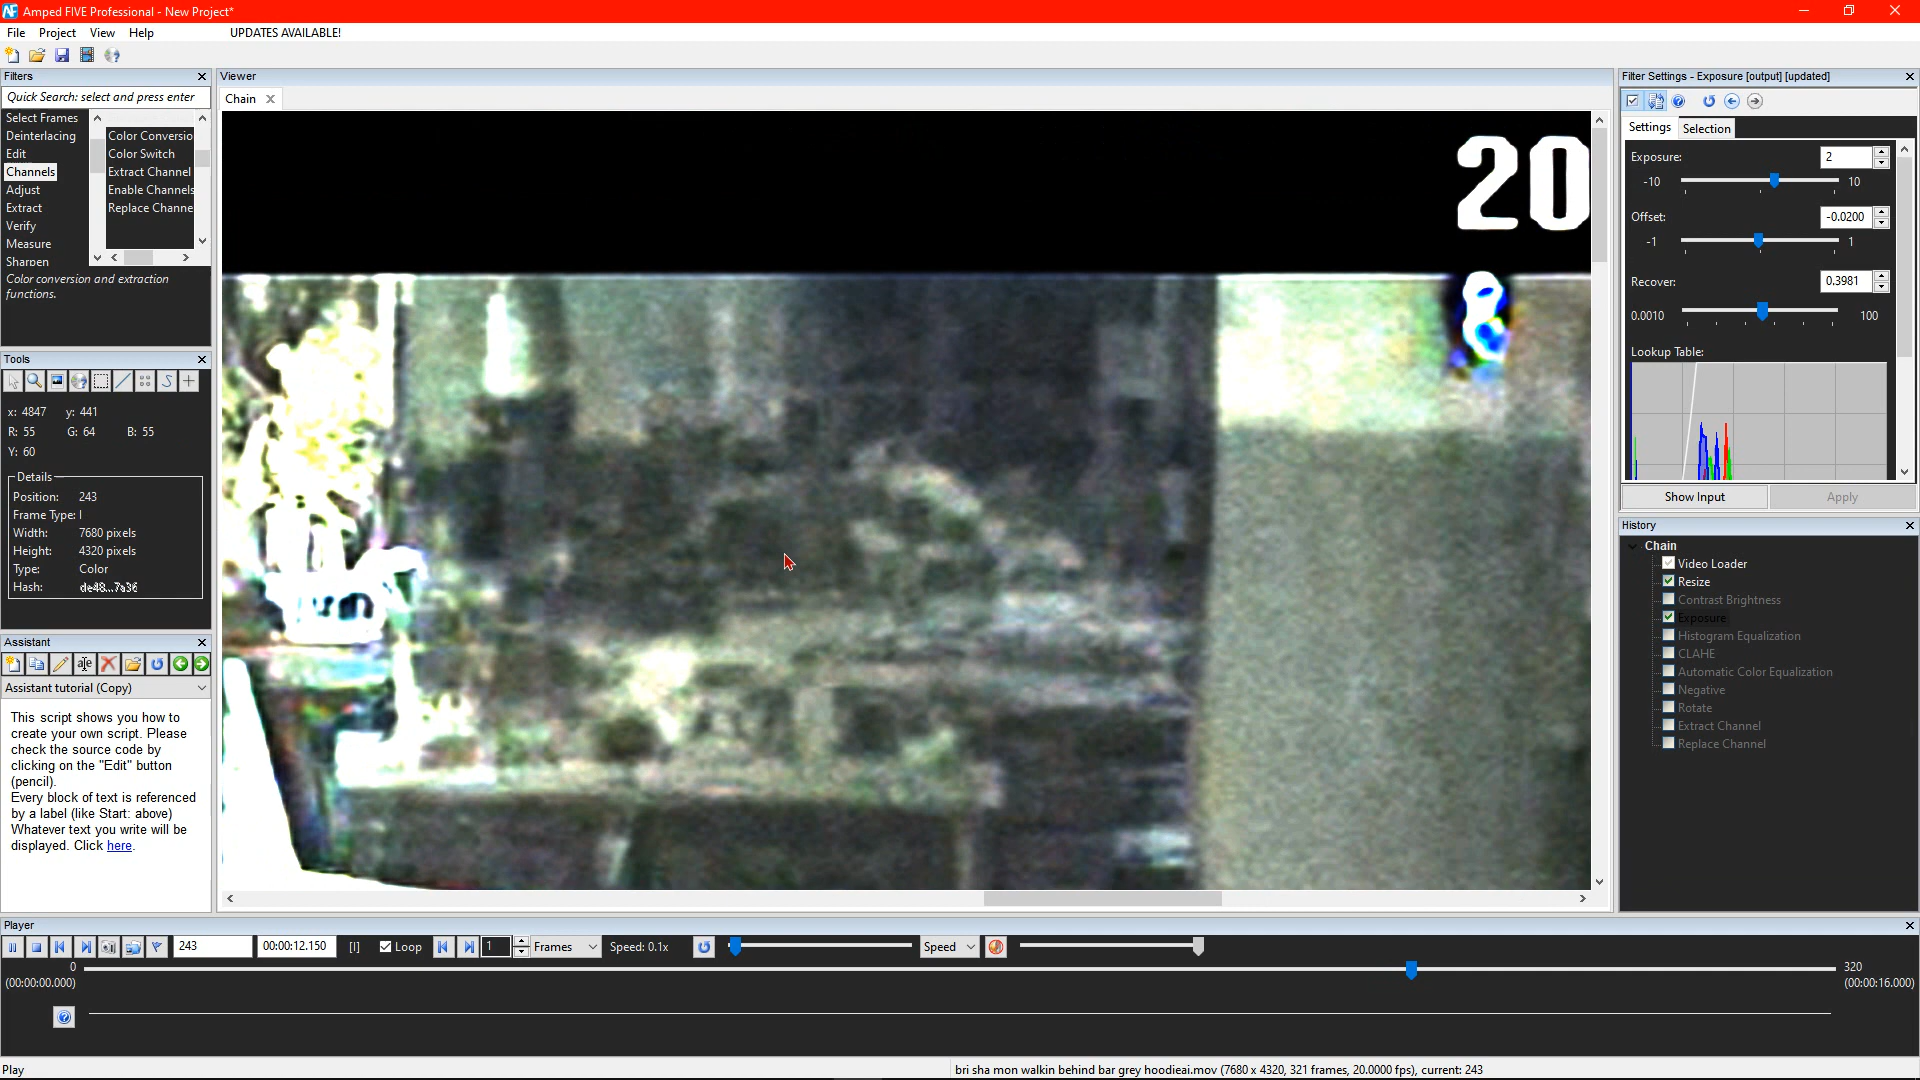 Amped FIVE Professional - New Project*
File Project View Help UPDATES AVAILABLE!
Filters
Quick Search: select and press enter
Select Frames
Deinterlacing
Edit
Channels
Adjust
Extract
Verify
Measure
Sharpen
Color Conversio
Color Switch
Extract Channel
Enable Channels
Replace Channe
Color conversion and extraction
functions.
Tools
x: 4847 y: 441
R: 55 G: 64 B: 55
Y: 60
Details
Position: 243
Frame Type: I
Width: 7680 pixels
Height: 4320 pixels
Type: Color
Hash: de48...7a36
Assistant
Assistant tutorial (Copy)
This script shows you how to
create your own script. Please
check the source code by
clicking on the "Edit" button
(pencil).
Every block of text is referenced
by a label (like Start: above)
Whatever text you write will be
displayed. Click here.
Viewer
Chain
20
Filter Settings - Exposure [output] [updated]
Settings Selection
Exposure: 2
-10 10
Offset: -0.0200
-1 1
Recover: 0.3981
0.0010 100
Lookup Table:
Show Input Apply
History
Chain
Video Loader
Resize
Contrast Brightness
Exposure
Histogram Equalization
CLAHE
Automatic Color Equalization
Negative
Rotate
Extract Channel
Replace Channel
Player
243 00:00:12.150 [I] Loop 1 Frames Speed: 0.1x Speed
0 320
(00:00:00.000) (00:00:16.000)
Play bri sha mon walkin behind bar grey hoodieai.mov (7680 x 4320, 321 frames, 20.0000 fps), current: 243